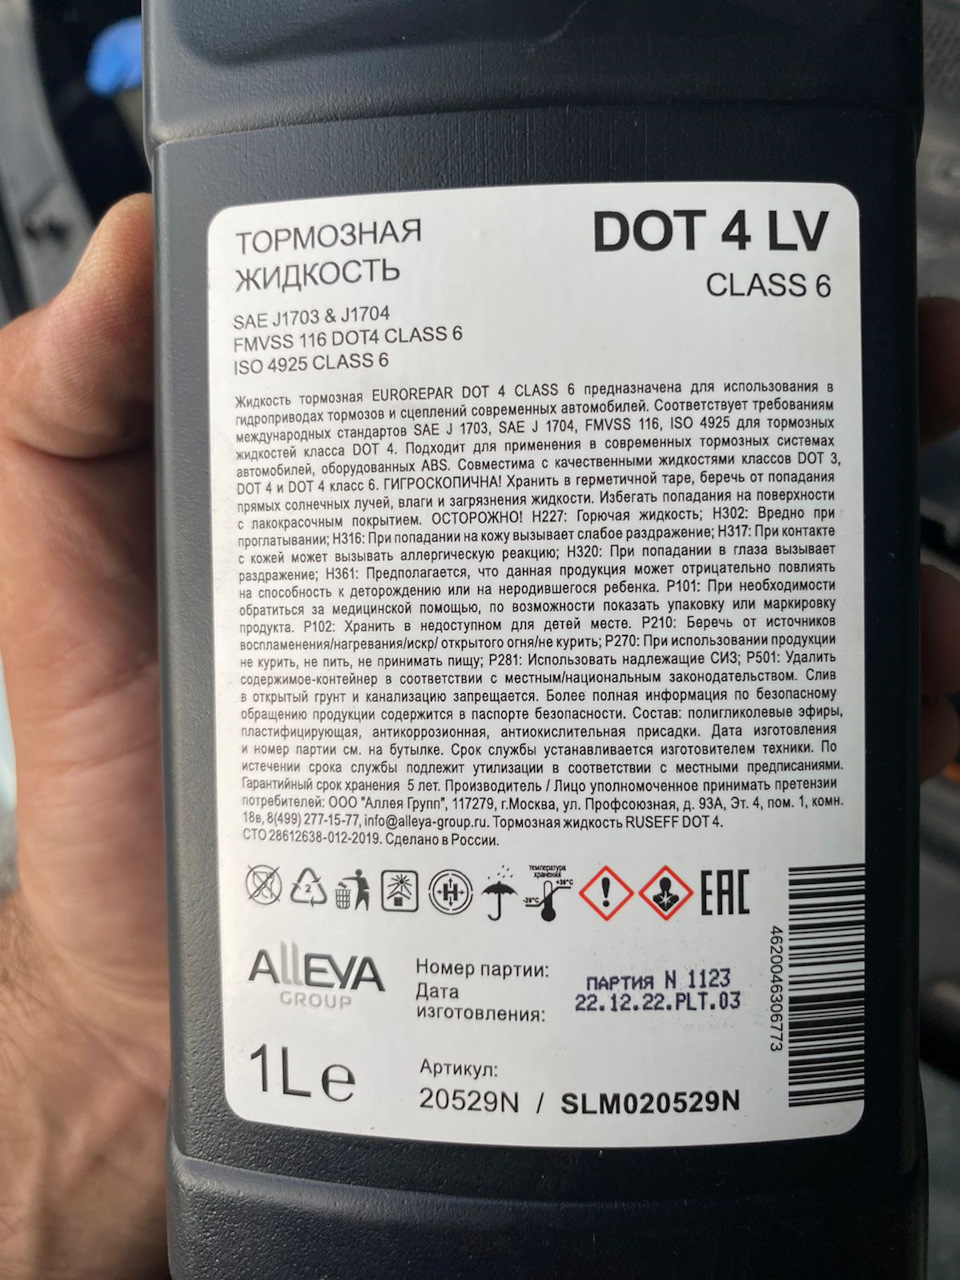 ТОРМОЗНАЯ
ЖИДКОСТЬ
DOT 4 LV
CLASS 6
SAE J1703 & J1704
FMVSS 116 DOT4 CLASS 6
ISO 4925 CLASS 6
Жидкость тормозная EUROREPAR DOT 4 CLASS 6 предназначена для использования в
гидроприводах тормозов и сцеплений современных автомобилей. Соответствует требованиям
международных стандартов SAE J 1703, SAE J 1704, FMVSS 116, ISO 4925 для тормозных
жидкостей класса DOT 4. Подходит для применения в современных тормозных системах
автомобилей, оборудованных ABS. Совместима с качественными жидкостями классов DOT 3,
DOT 4 и DOT 4 класс 6. ГИГРОСКОПИЧНА! Хранить в герметичной таре, беречь от попадания
прямых солнечных лучей, влаги и загрязнения жидкости. Избегать попадания на поверхности
с лакокрасочным покрытием. ОСТОРОЖНО! H227: Горючая жидкость; H302: Вредно при
проглатывании; H316: При попадании на кожу вызывает слабое раздражение; H317: При контакте
с кожей может вызывать аллергическую реакцию; H320: При попадании в глаза вызывает
раздражение; H361: Предполагается, что данная продукция может отрицательно повлиять
на способность к деторождению или на неродившегося ребенка. P101: При необходимости
обратиться за медицинской помощью, по возможности показать упаковку или маркировку
продукта. P102: Хранить в недоступном для детей месте. P210: Беречь от источников
воспламенения/нагревания/искр/ открытого огня/не курить; P270: При использовании продукции
не курить, не пить, не принимать пищу; P281: Использовать надлежащие СИЗ; P501: Удалить
содержимое-контейнер в соответствии с местным/национальным законодательством. Слив
в открытый грунт и канализацию запрещается. Более полная информация по безопасному
обращению продукции содержится в паспорте безопасности. Состав: полигликолевые эфиры,
пластифицирующая, антикоррозионная, антиокислительная присадки. Дата изготовления
и номер партии см. на бутылке. Срок службы устанавливается изготовителем техники. По
истечении срока службы подлежит утилизации в соответствии с местными предписаниями.
Гарантийный срок хранения 5 лет. Производитель / Лицо уполномоченное принимать претензии
потребителей: ООО "Аллея Групп", 117279, г.Москва, ул. Профсоюзная, д. 93А, Эт. 4, пом. 1, комн.
18в, 8(499) 277-15-77, info@alleya-group.ru. Тормозная жидкость RUSEFF DOT 4.
СТО 28612638-012-2019. Сделано в России.
температура
хранения
2
H
EAC
4620046306773
AllEYA
GROUP
Номер партии:
Дата
изготовления:
ПАРТИЯ N 1123
22.12.22.PLT.03
1L e
Артикул:
20529N / SLM020529N